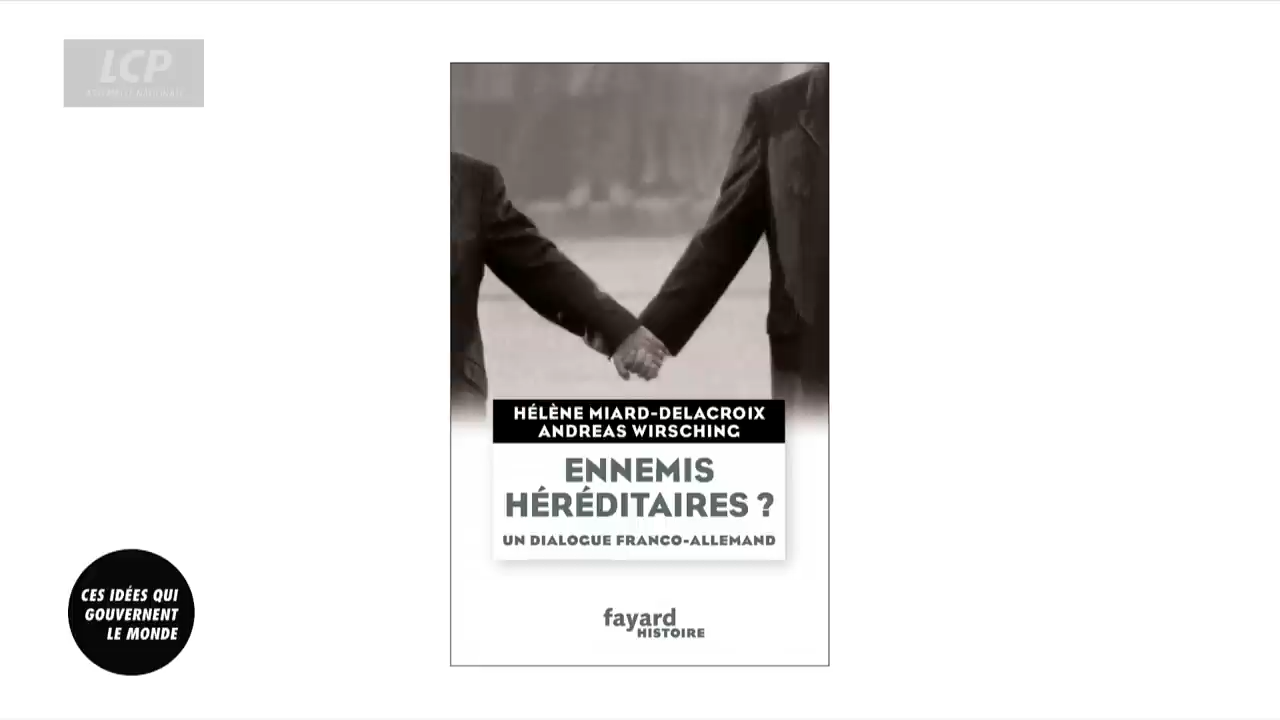 LCP
HÉLÈNE MIARD-DELACROIX
ANDREAS WIRSCHING
ENNEMIS
HÉRÉDITAIRES ?
UN DIALOGUE FRANCO-ALLEMAND
fayard
HISTOIRE
CES IDÉES QUI
GOUVERNENT
LE MONDE